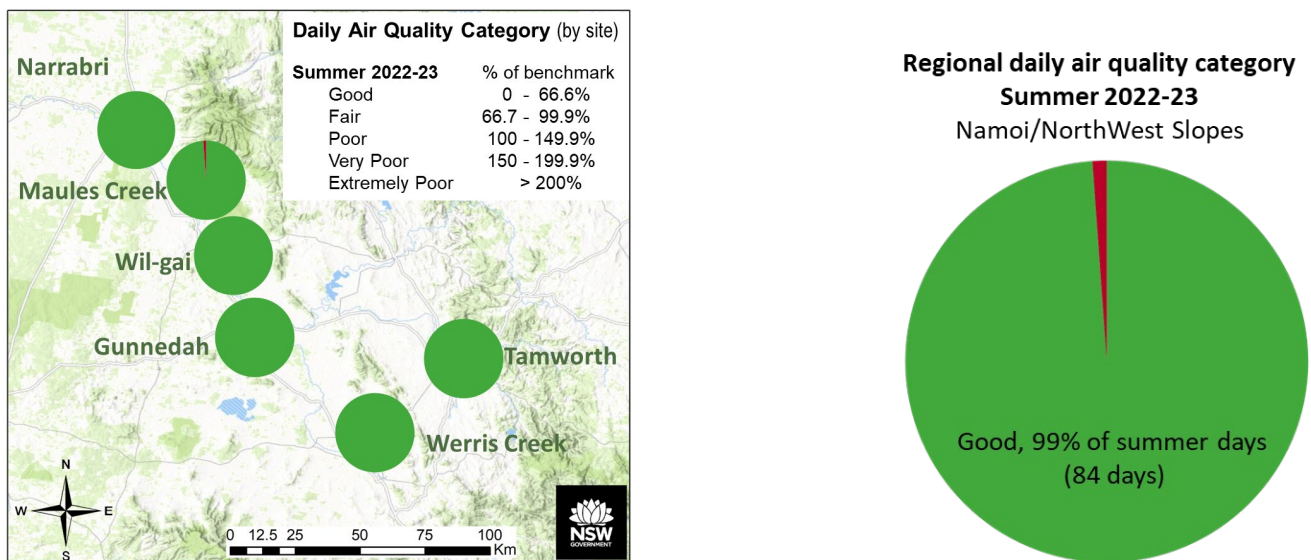 Daily Air Quality Category (by site)
Summer 2022-23 % of benchmark
Good 0 - 66.6%
Fair 66.7 - 99.9%
Poor 100 - 149.9%
Very Poor 150 - 199.9%
Extremely Poor > 200%
Narrabri
Maules Creek
Wil-gai
Gunnedah
Tamworth
Werris Creek
N
W E
S
0 12.5 25 50 75 100
Km
NSW
GOVERNMENT
Regional daily air quality category
Summer 2022-23
Namoi/NorthWest Slopes
Good, 99% of summer days
(84 days)